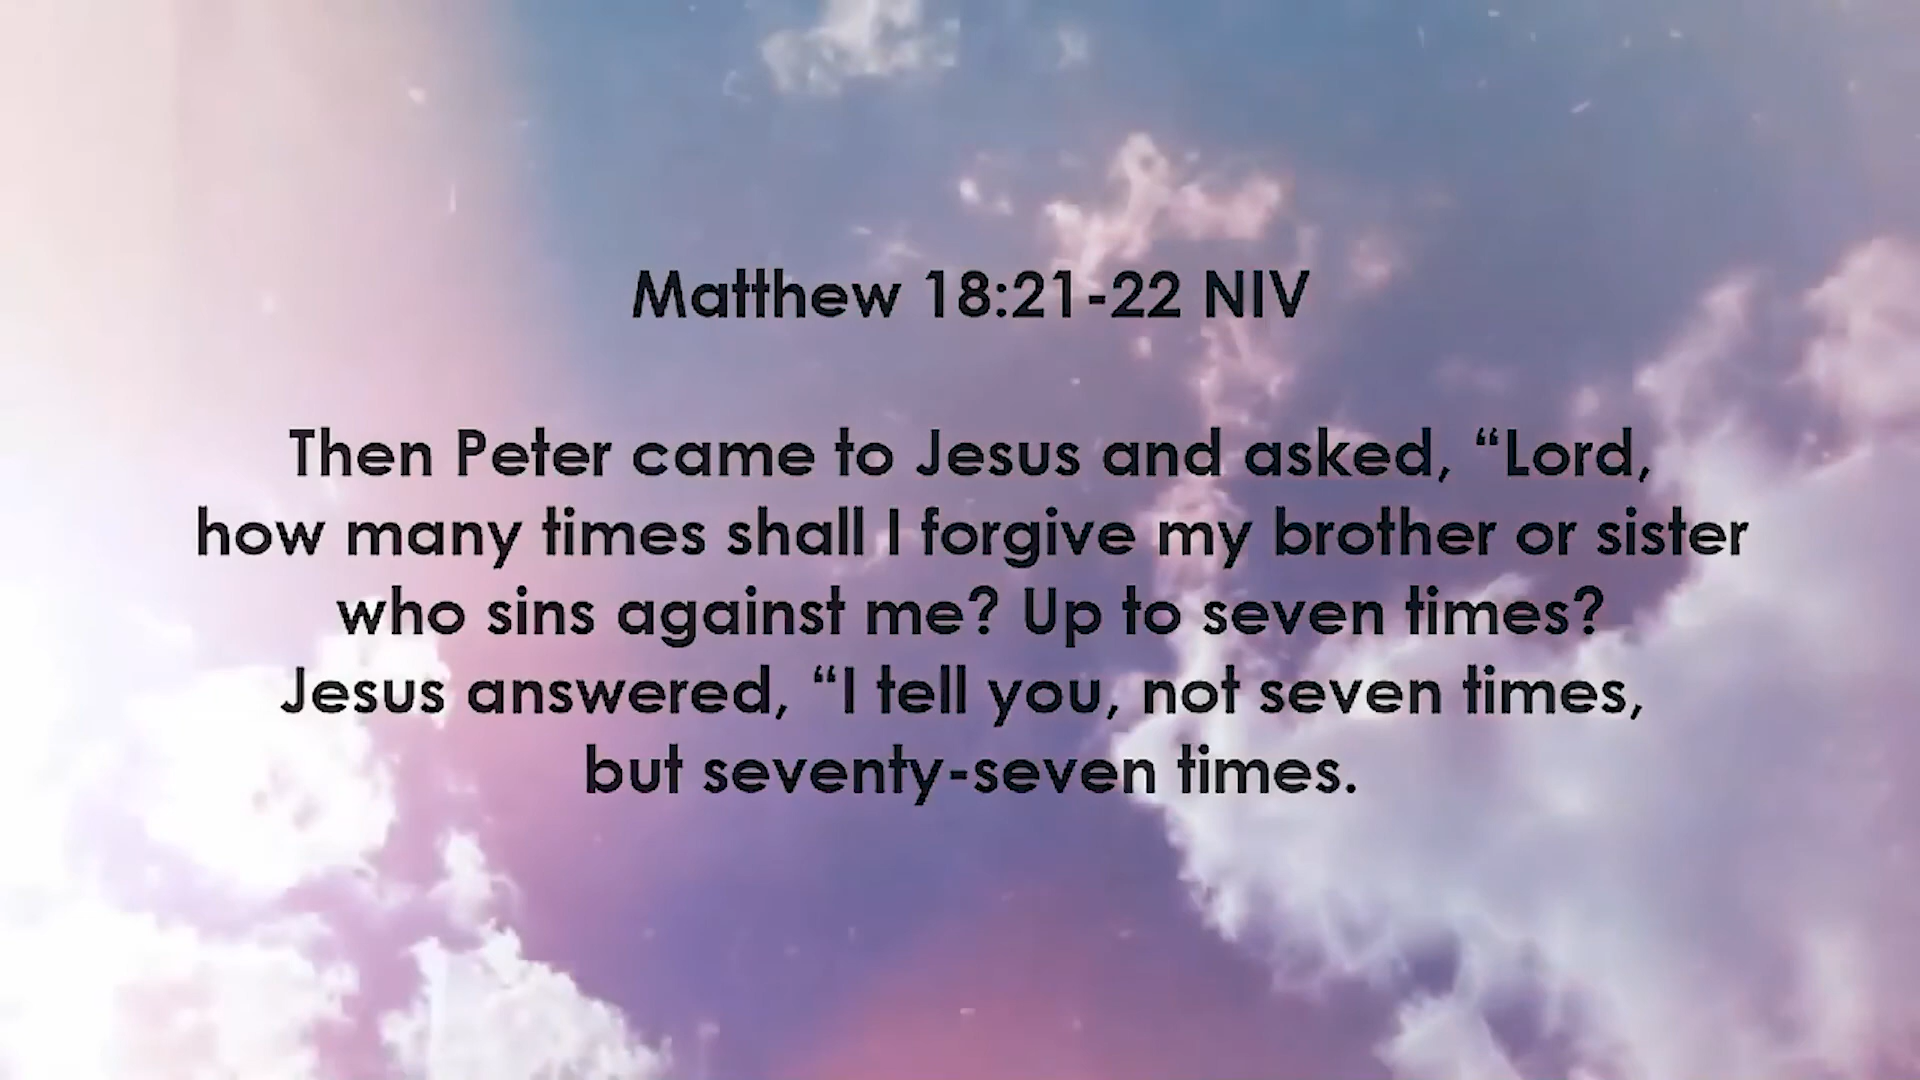 Matthew 18:21-22 NIV
Then Peter came to Jesus and asked, “Lord,
how many times shall I forgive my brother or sister
who sins against me? Up to seven times?
Jesus answered, “I tell you, not seven times,
but seventy-seven times.